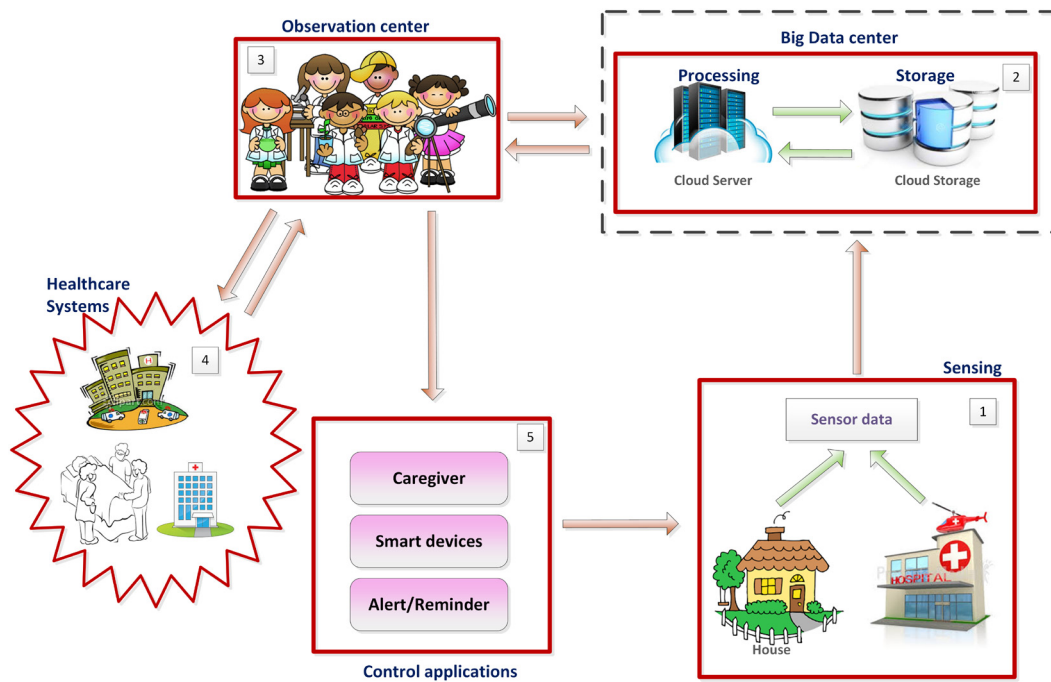 Observation center
3
Big Data center
2
Processing
Storage
Cloud Server
Cloud Storage
Healthcare
Systems
4
H
Sensing
1
Sensor data
HOSPITAL
House
5
Caregiver
Smart devices
Alert/Reminder
Control applications